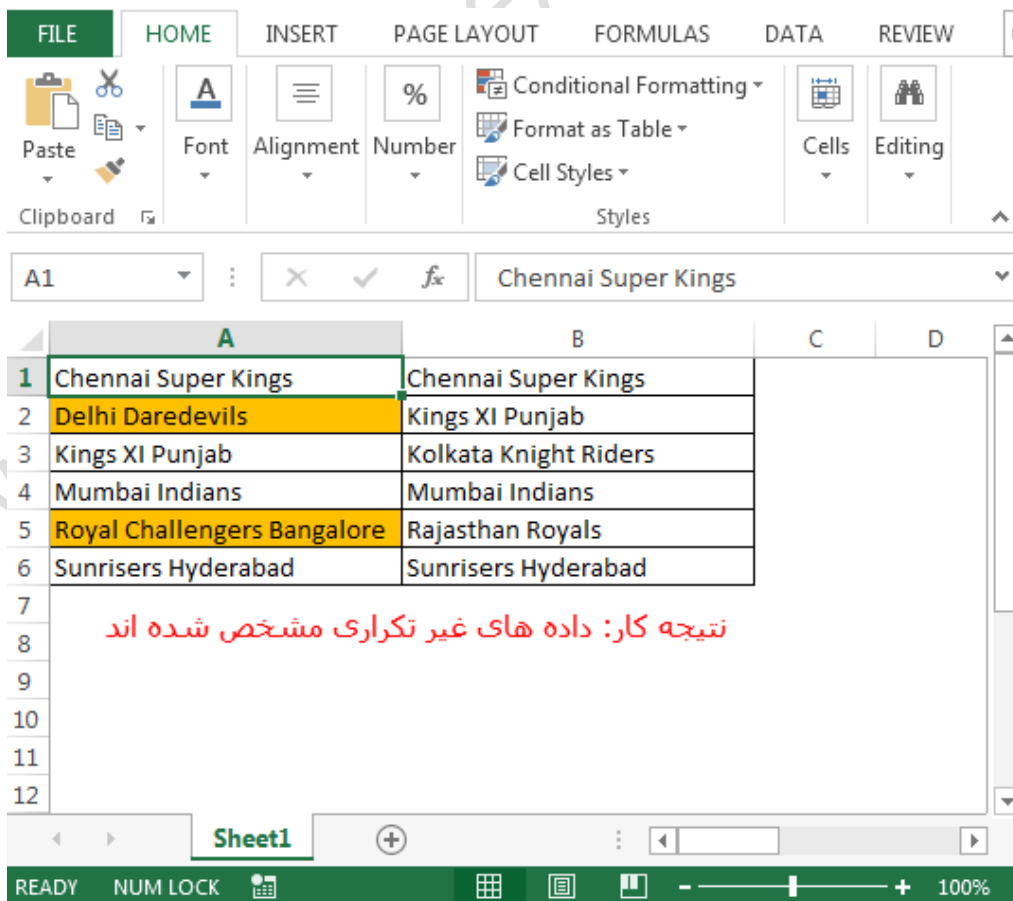 FILE HOME INSERT PAGE LAYOUT FORMULAS DATA REVIEW
Paste
Clipboard
A
Font
Alignment
%
Number
Conditional Formatting
Format as Table
Cell Styles
Styles
Cells
Editing
A1 fx Chennai Super Kings
A B C D
1 Chennai Super Kings Chennai Super Kings
2 Delhi Daredevils Kings XI Punjab
3 Kings XI Punjab Kolkata Knight Riders
4 Mumbai Indians Mumbai Indians
5 Royal Challengers Bangalore Rajasthan Royals
6 Sunrisers Hyderabad Sunrisers Hyderabad
7
نتیجه کار: داده های غیر تکراری مشخص شده اند
8
9
10
11
12
Sheet1
READY NUM LOCK 100%